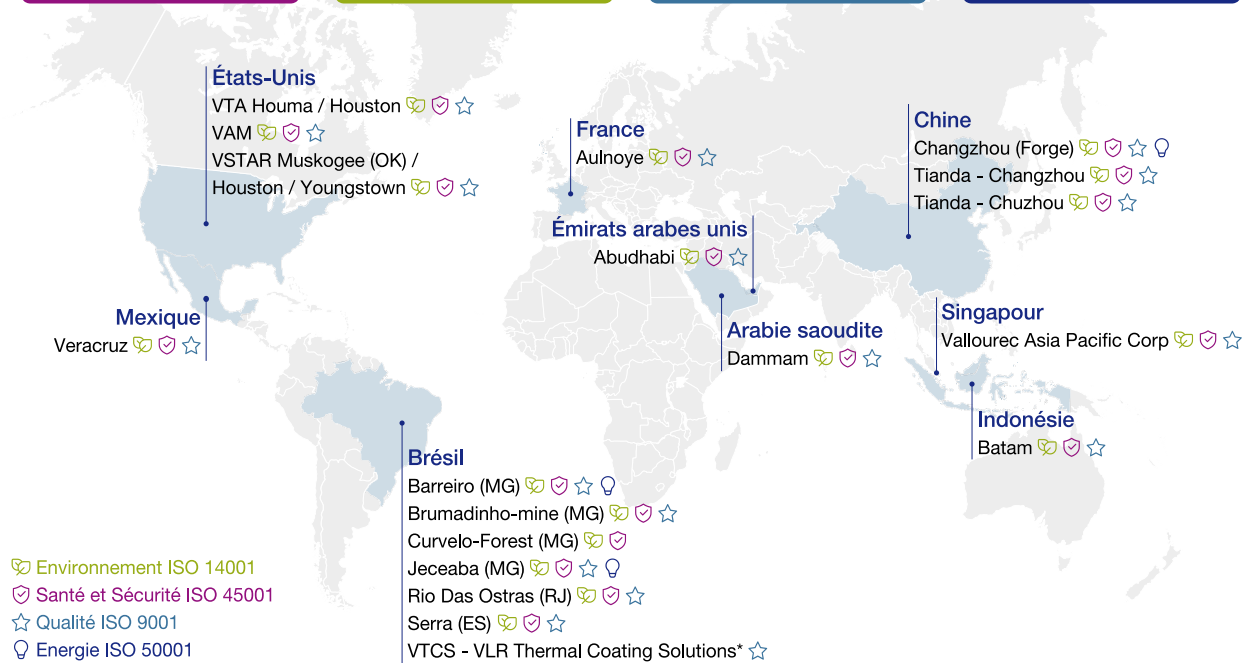 États-Unis
VTA Houma / Houston
VAM
VSTAR Muskogee (OK) /
Houston / Youngstown
Mexique
Veracruz
France
Aulnoye
Émirats arabes unis
Abudhabi
Arabie saoudite
Dammam
Chine
Changzhou (Forge)
Tianda - Changzhou
Tianda - Chuzhou
Singapour
Vallourec Asia Pacific Corp
Indonésie
Batam
Brésil
Barreiro (MG)
Brumadinho-mine (MG)
Curvelo-Forest (MG)
Jeceaba (MG)
Rio Das Ostras (RJ)
Serra (ES)
VTCS - VLR Thermal Coating Solutions*
Environnement ISO 14001
Santé et Sécurité ISO 45001
Qualité ISO 9001
Energie ISO 50001